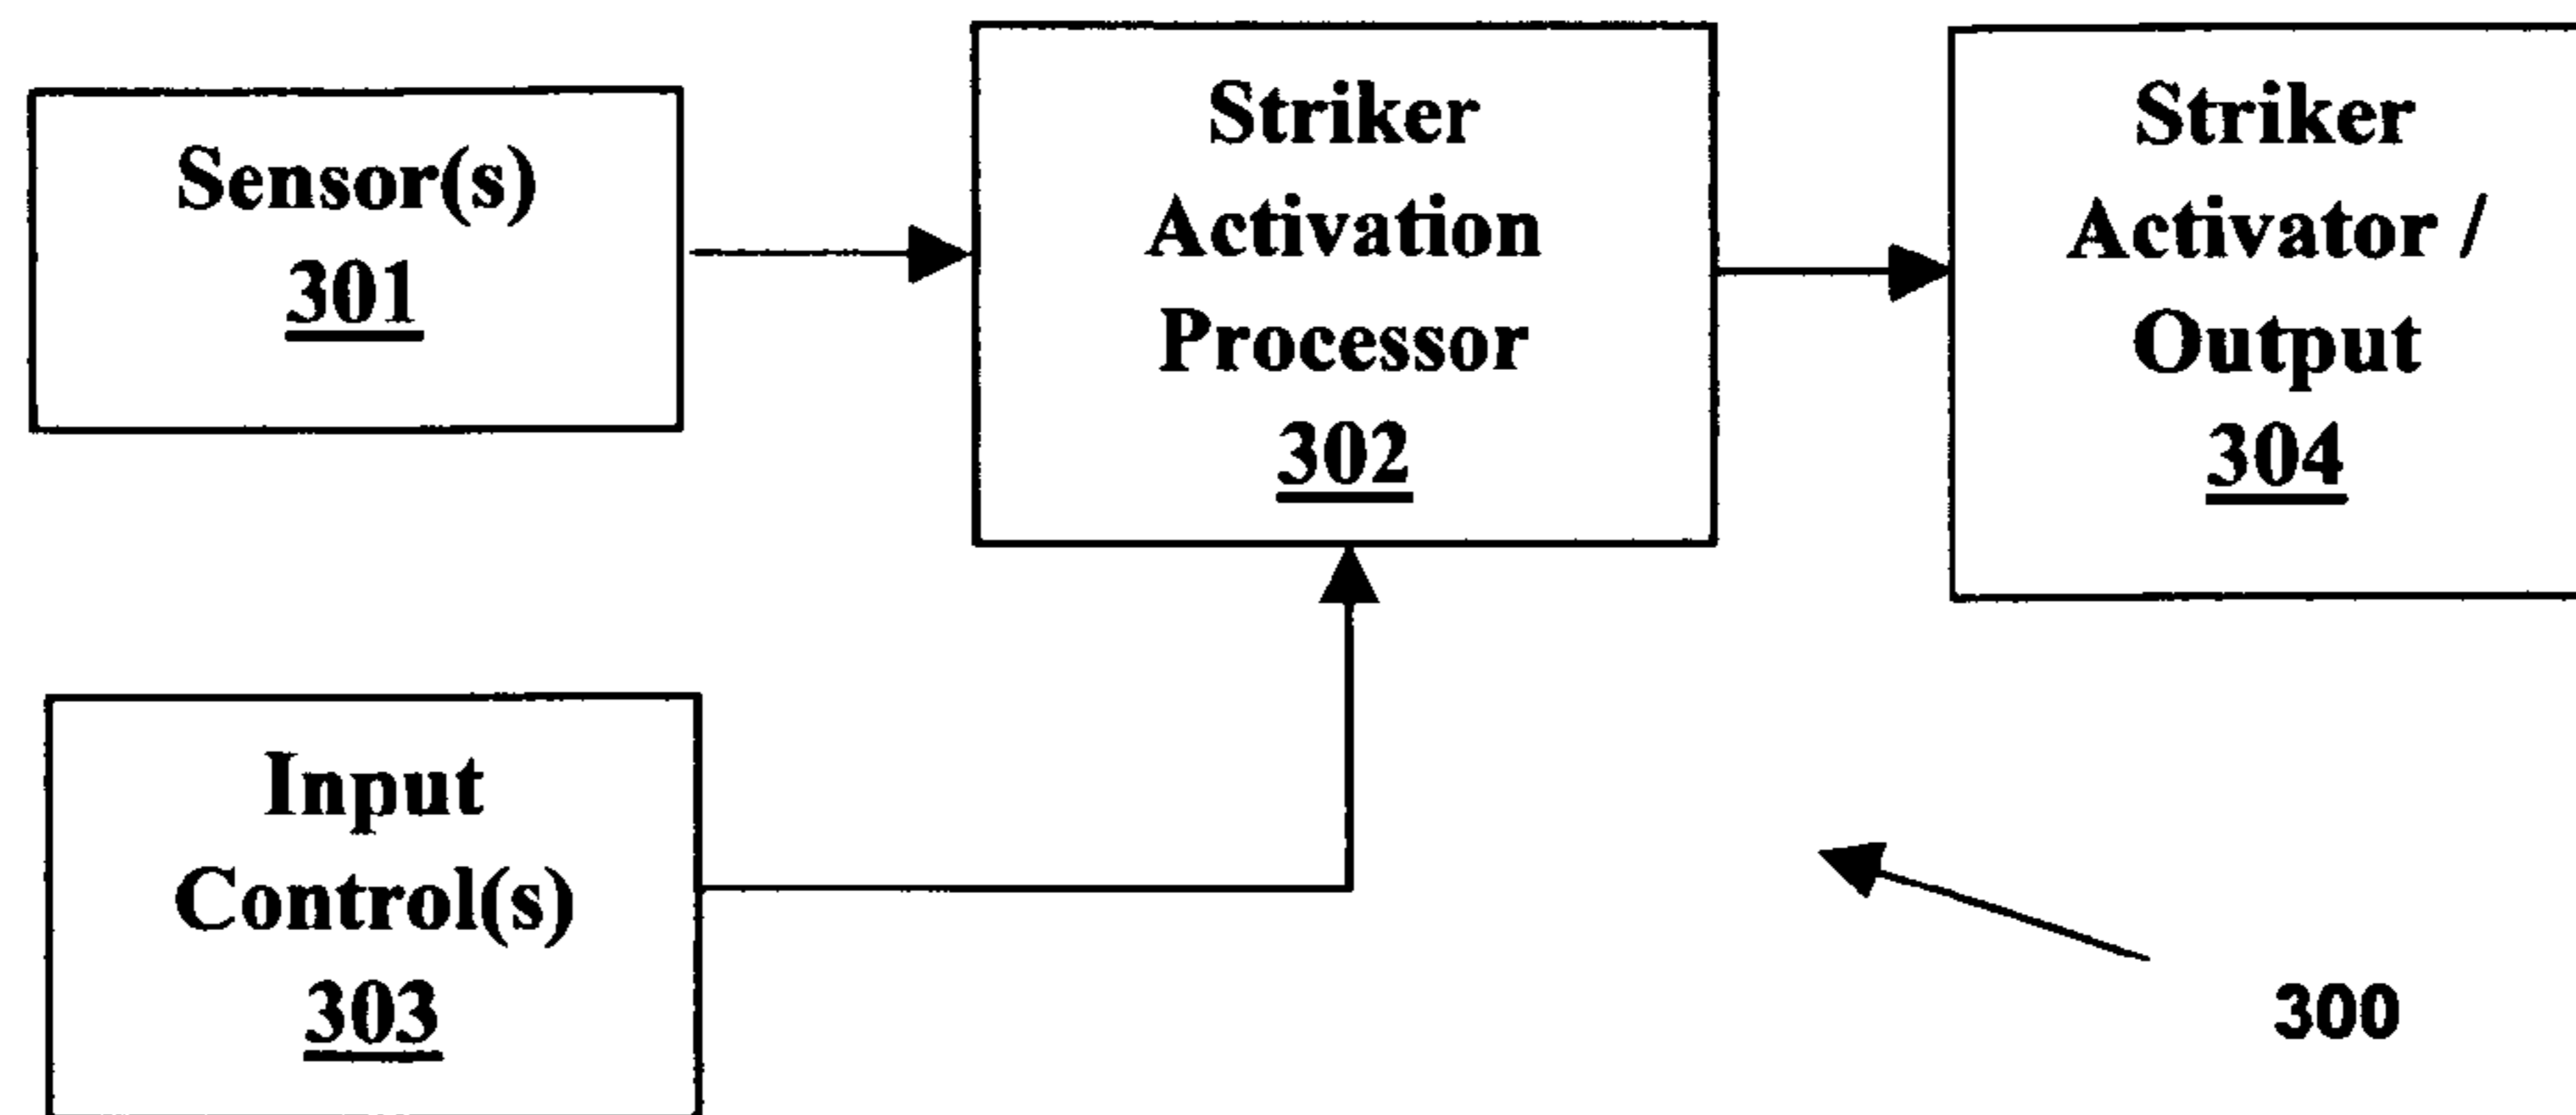 Sensor(s)
301
Striker
Activation
Processor
302
Striker
Activator /
Output
304
Input
Control(s)
303
300